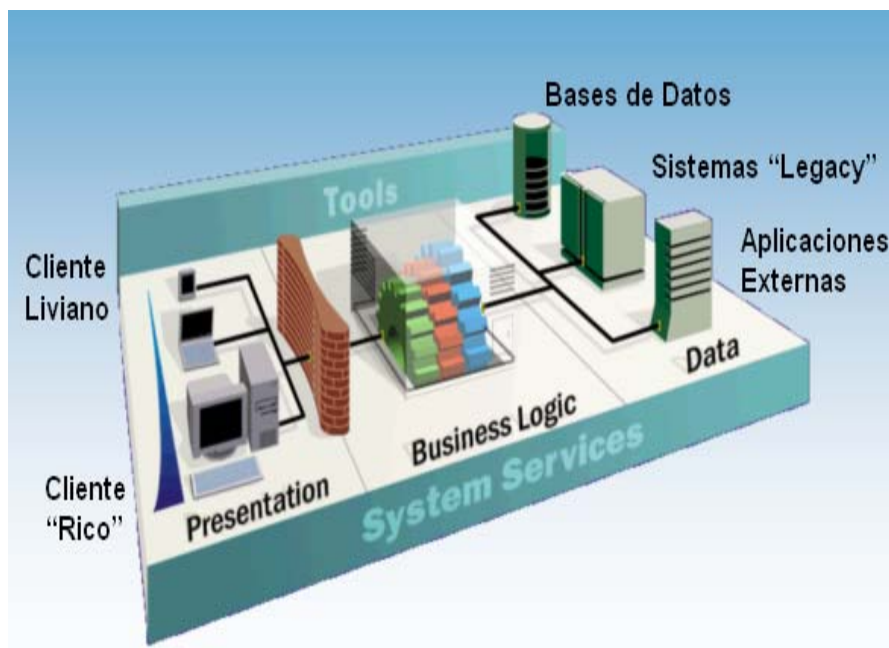 Bases de Datos
Tools
Sistemas “Legacy”
Cliente
Liviano
Aplicaciones
Externas
Data
Business Logic
Cliente
“Rico”
Presentation
System Services